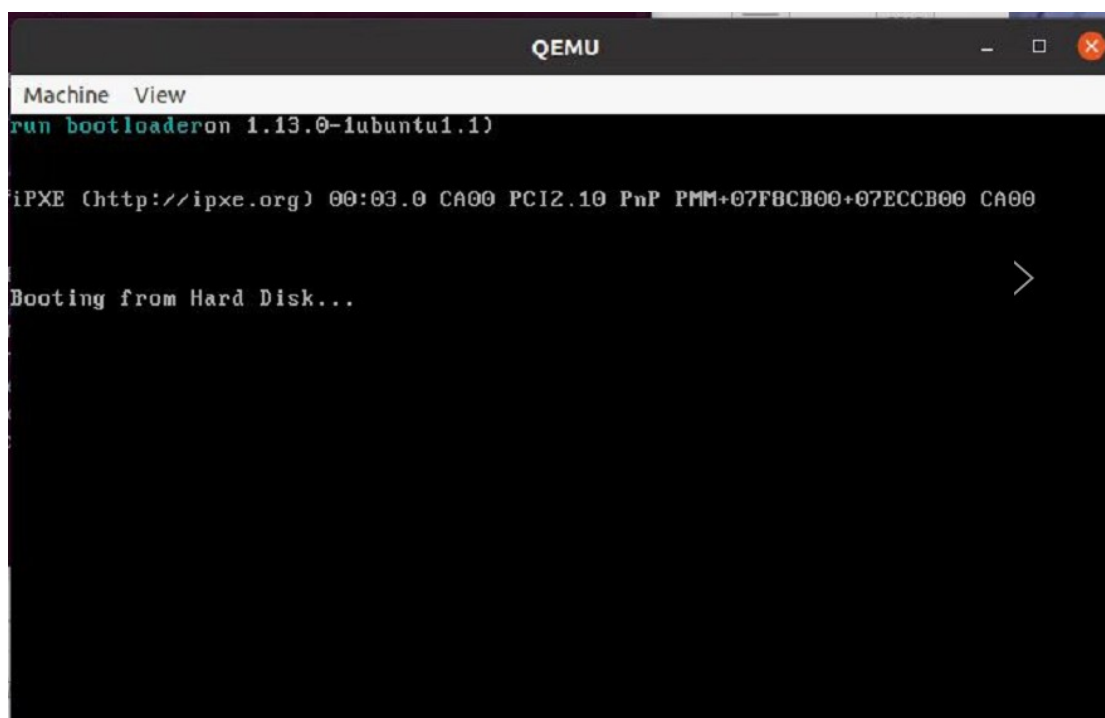 QEMU
Machine View
run bootloaderon 1.13.0-1ubuntu1.1)
iPXE (http://ipxe.org) 00:03.0 CA00 PCI2.10 PnP PMM+07F8CB00+07ECCB00 CA00
Booting from Hard Disk...